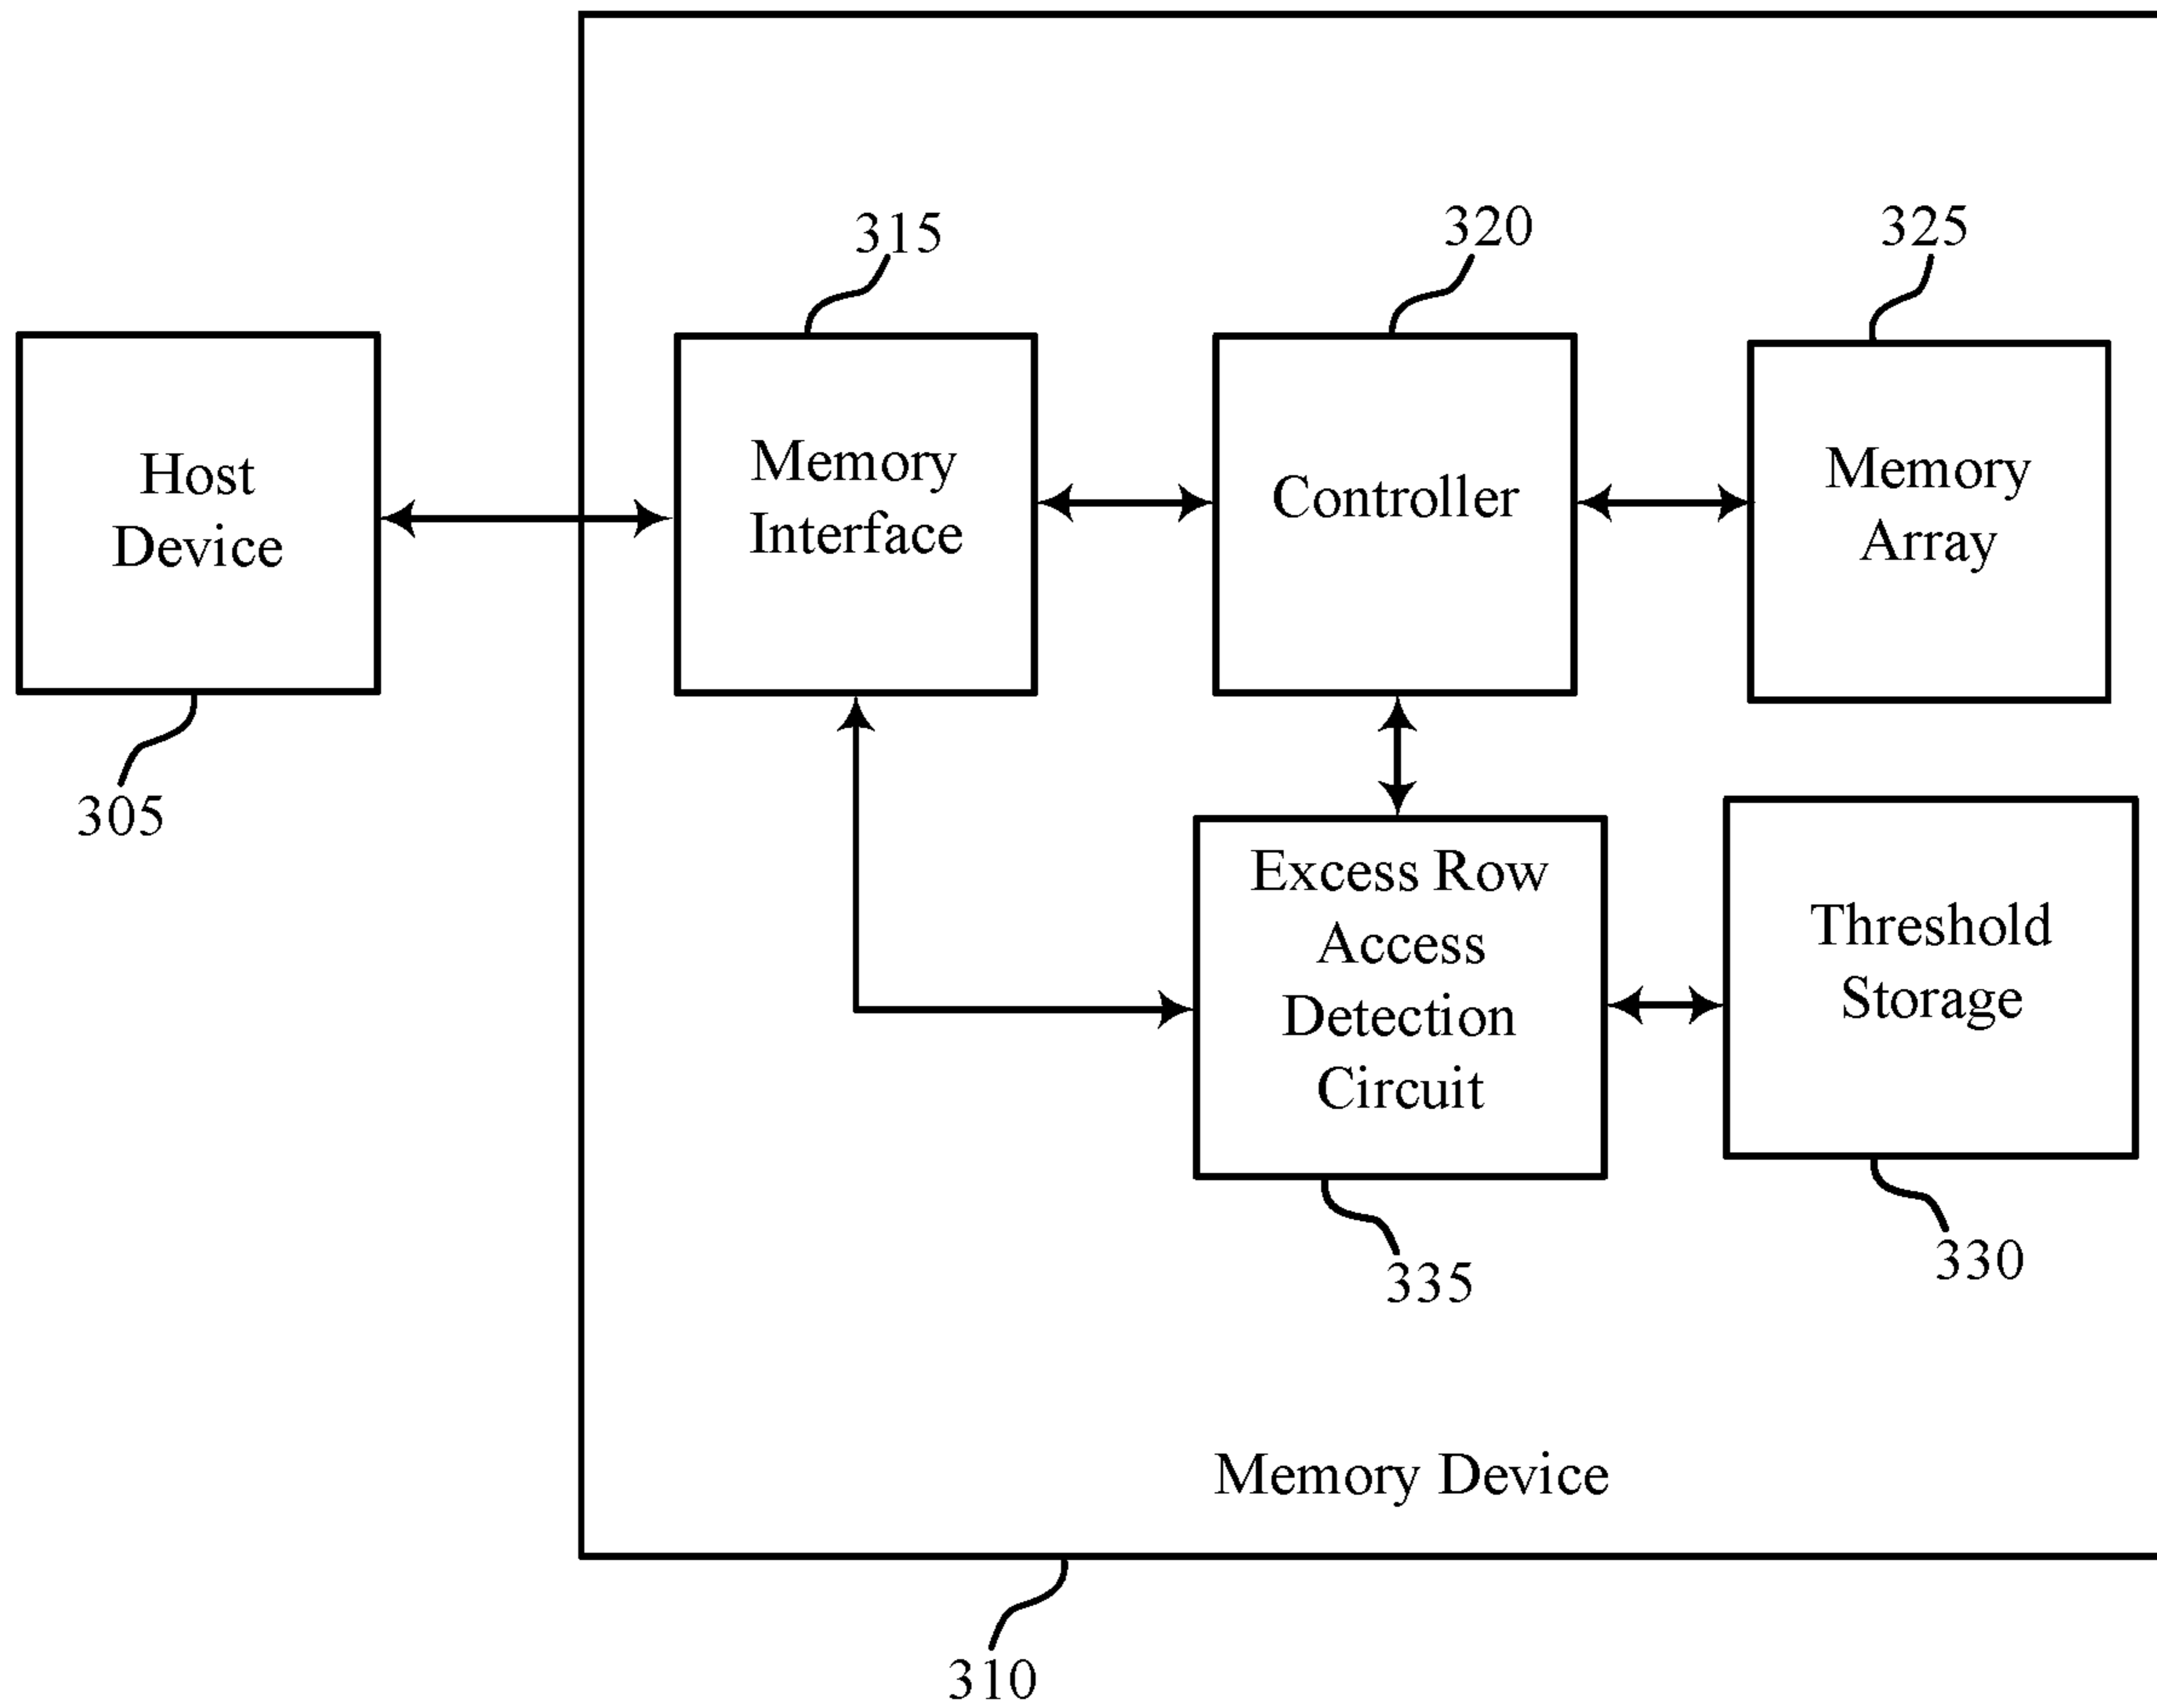 315
320
325
Host
Device
Memory
Interface
Controller
Memory
Array
305
Excess Row
Access
Detection
Circuit
Threshold
Storage
335
330
Memory Device
310